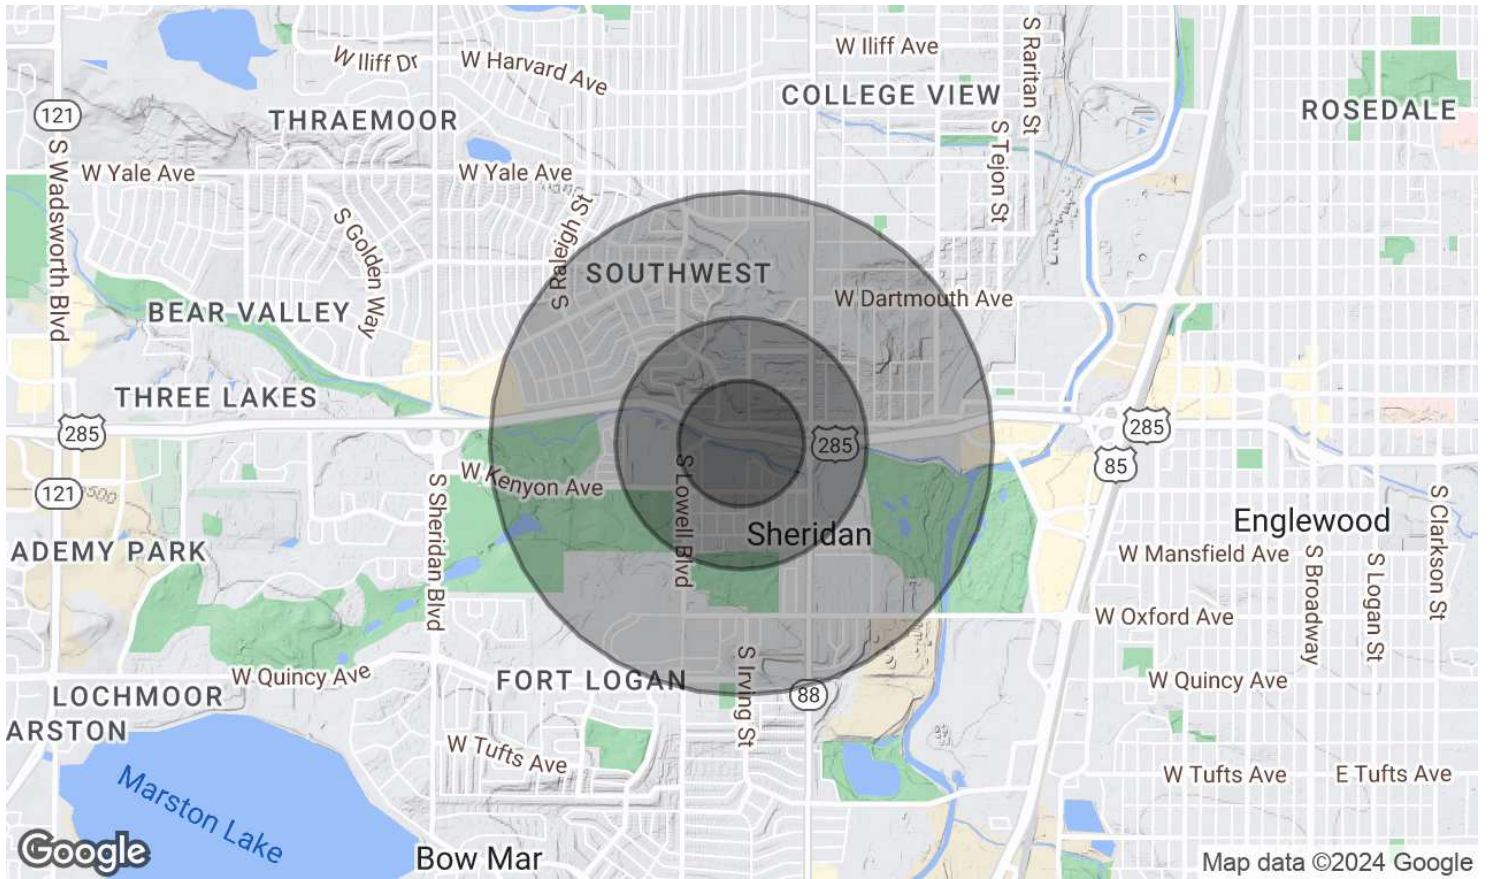 W Iliff Dr
W Harvard Ave
W Iliff Ave
S Raritan St
COLLEGE VIEW
ROSEDALE
121
THRAEMOOR
S Tejon St
S Wadsworth Blvd
W Yale Ave
W Yale Ave
S Golden Way
S Raleigh St
SOUTHWEST
W Dartmouth Ave
BEAR VALLEY
THREE LAKES
285
285
285
85
121
W Kenyon Ave
S Sheridan Blvd
S Lowell Blvd
Sheridan
Englewood
S Clarkson St
3500
ADEMY PARK
W Mansfield Ave
S Broadway
S Logan St
W Oxford Ave
W Quincy Ave
FORT LOGAN
S Irving St
88
W Quincy Ave
LOCHMOOR
ARSTON
W Tufts Ave
W Tufts Ave
E Tufts Ave
Marston Lake
Google
Bow Mar
Map data ©2024 Google